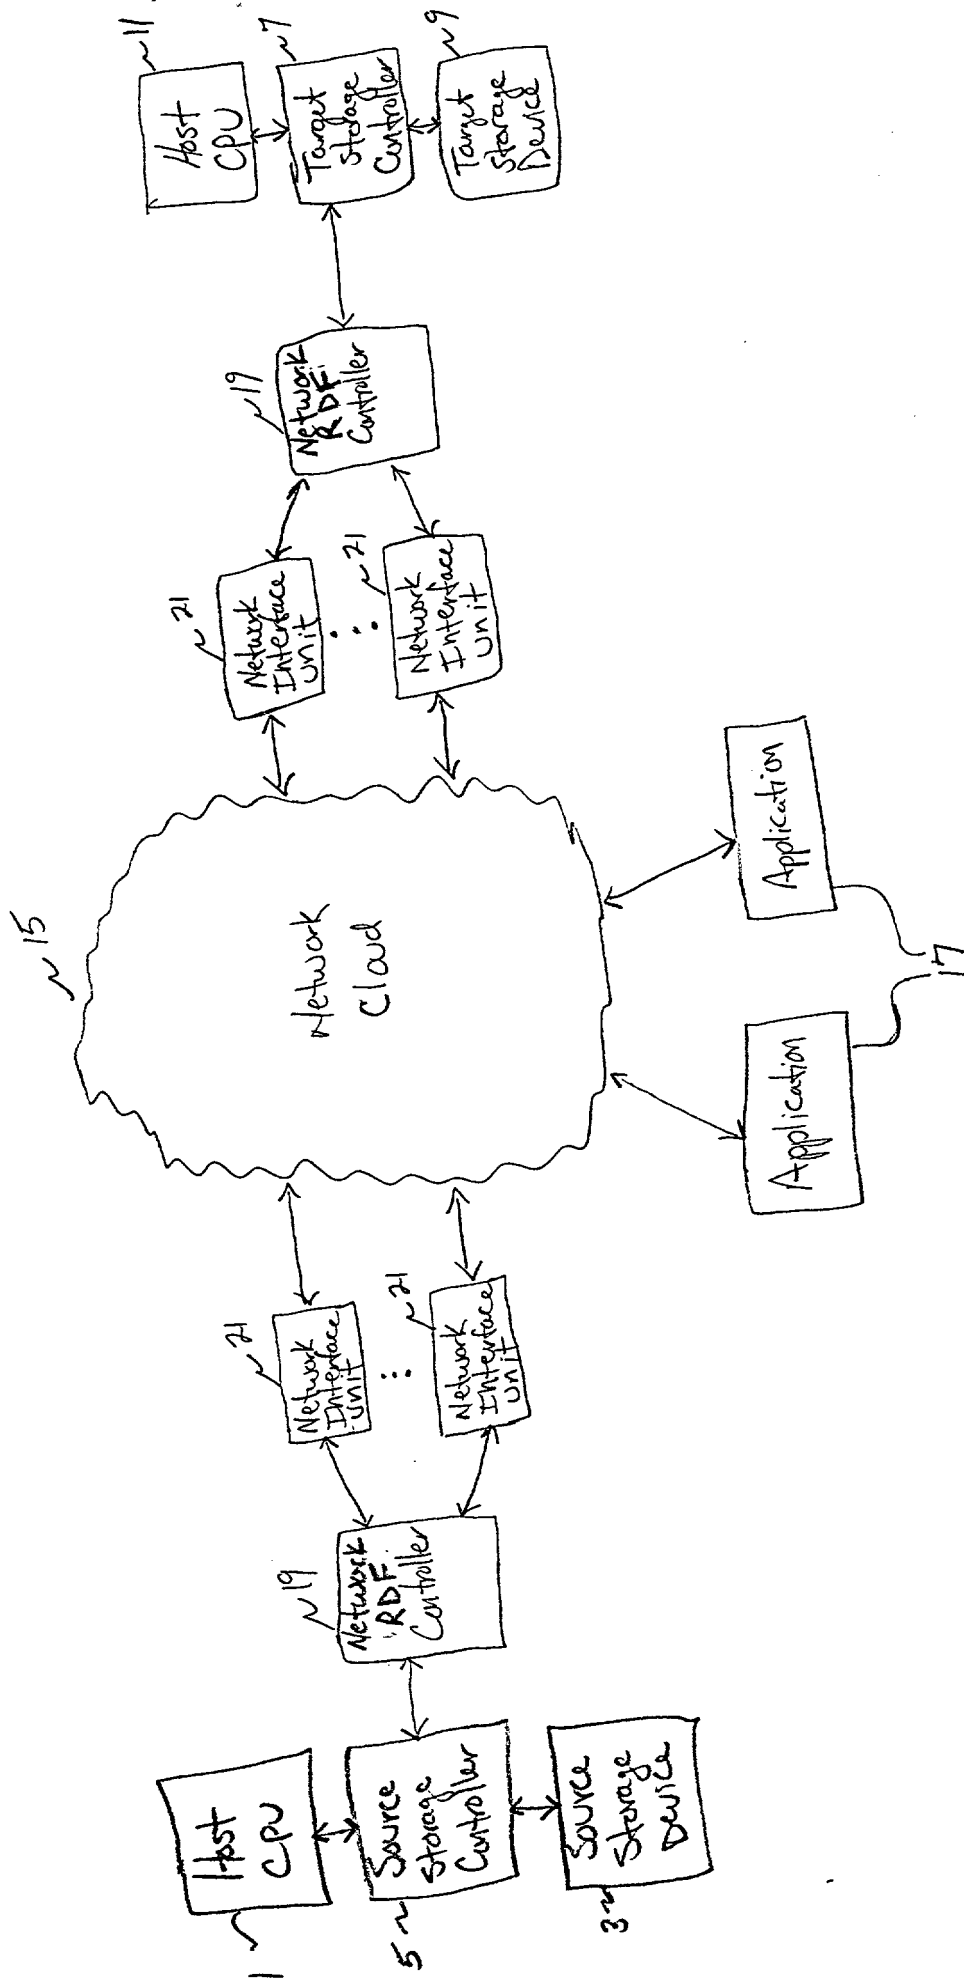 1
Host
CPU
5
Source
Storage
Controller
3
Source
Storage
Device
19
Network
RDF
Controller
21
Network
Interface
Unit
21
Network
Interface
Unit
15
Network
Cloud
Application
Application
17
21
Network
Interface
Unit
21
Network
Interface
Unit
19
Network
RDF
Controller
11
Host
CPU
7
Target
Storage
Controller
9
Target
Storage
Device